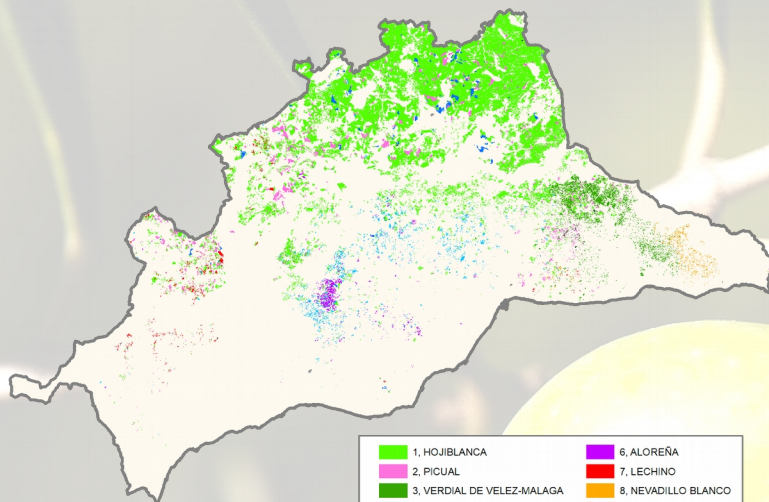 1, HOJIBLANCA
2, PICUAL
3, VERDIAL DE VELEZ-MALAGA
6, ALOREÑA
7, LECHINO
8, NEVADILLO BLANCO